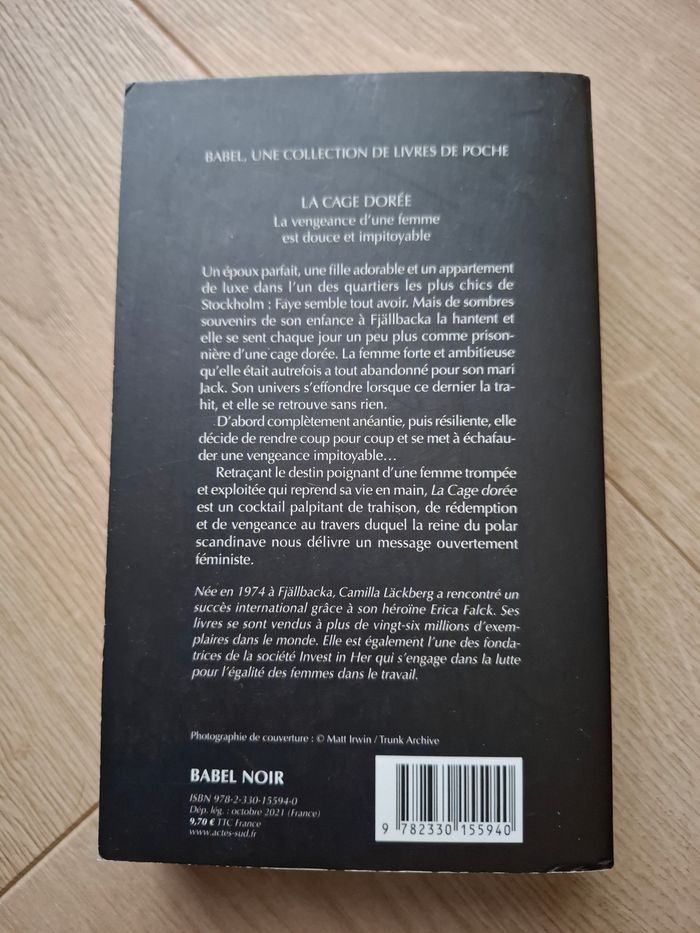 BABEL, UNE COLLECTION DE LIVRES DE POCHE
LA CAGE DORÉE
La vengeance d'une femme
est douce et impitoyable
Un époux parfait, une fille adorable et un appartement
de luxe dans l'un des quartiers les plus chics de
Stockholm : Faye semble tout avoir. Mais de sombres
souvenirs de son enfance à Fjällbacka la hantent et
elle se sent chaque jour un peu plus comme prison-
nière d'une cage dorée. La femme forte et ambitieuse
qu'elle était autrefois a tout abandonné pour son mari
Jack. Son univers s'effondre lorsque ce dernier la tra-
hit, et elle se retrouve sans rien.
D'abord complètement anéantie, puis résiliente, elle
décide de rendre coup pour coup et se met à échafau-
der une vengeance impitoyable…
Retraçant le destin poignant d'une femme trompée
et exploitée qui reprend sa vie en main, La Cage dorée
est un cocktail palpitant de trahison, de rédemption
et de vengeance au travers duquel la reine du polar
scandinave nous délivre un message ouvertement
féministe.
Née en 1974 à Fjällbacka, Camilla Läckberg a rencontré un
succès international grâce à son héroïne Erica Falck. Ses
livres se sont vendus à plus de vingt-six millions d'exem-
plaires dans le monde. Elle est également l'une des fonda-
trices de la société Invest in Her qui s'engage dans la lutte
pour l'égalité des femmes dans le travail.
Photographie de couverture : © Matt Irwin / Trunk Archive
BABEL NOIR
ISBN 978-2-330-15594-0
Dép. lég. : octobre 2021 (France)
9,70 € TTC France
www.actes-sud.fr
9 782330 155940